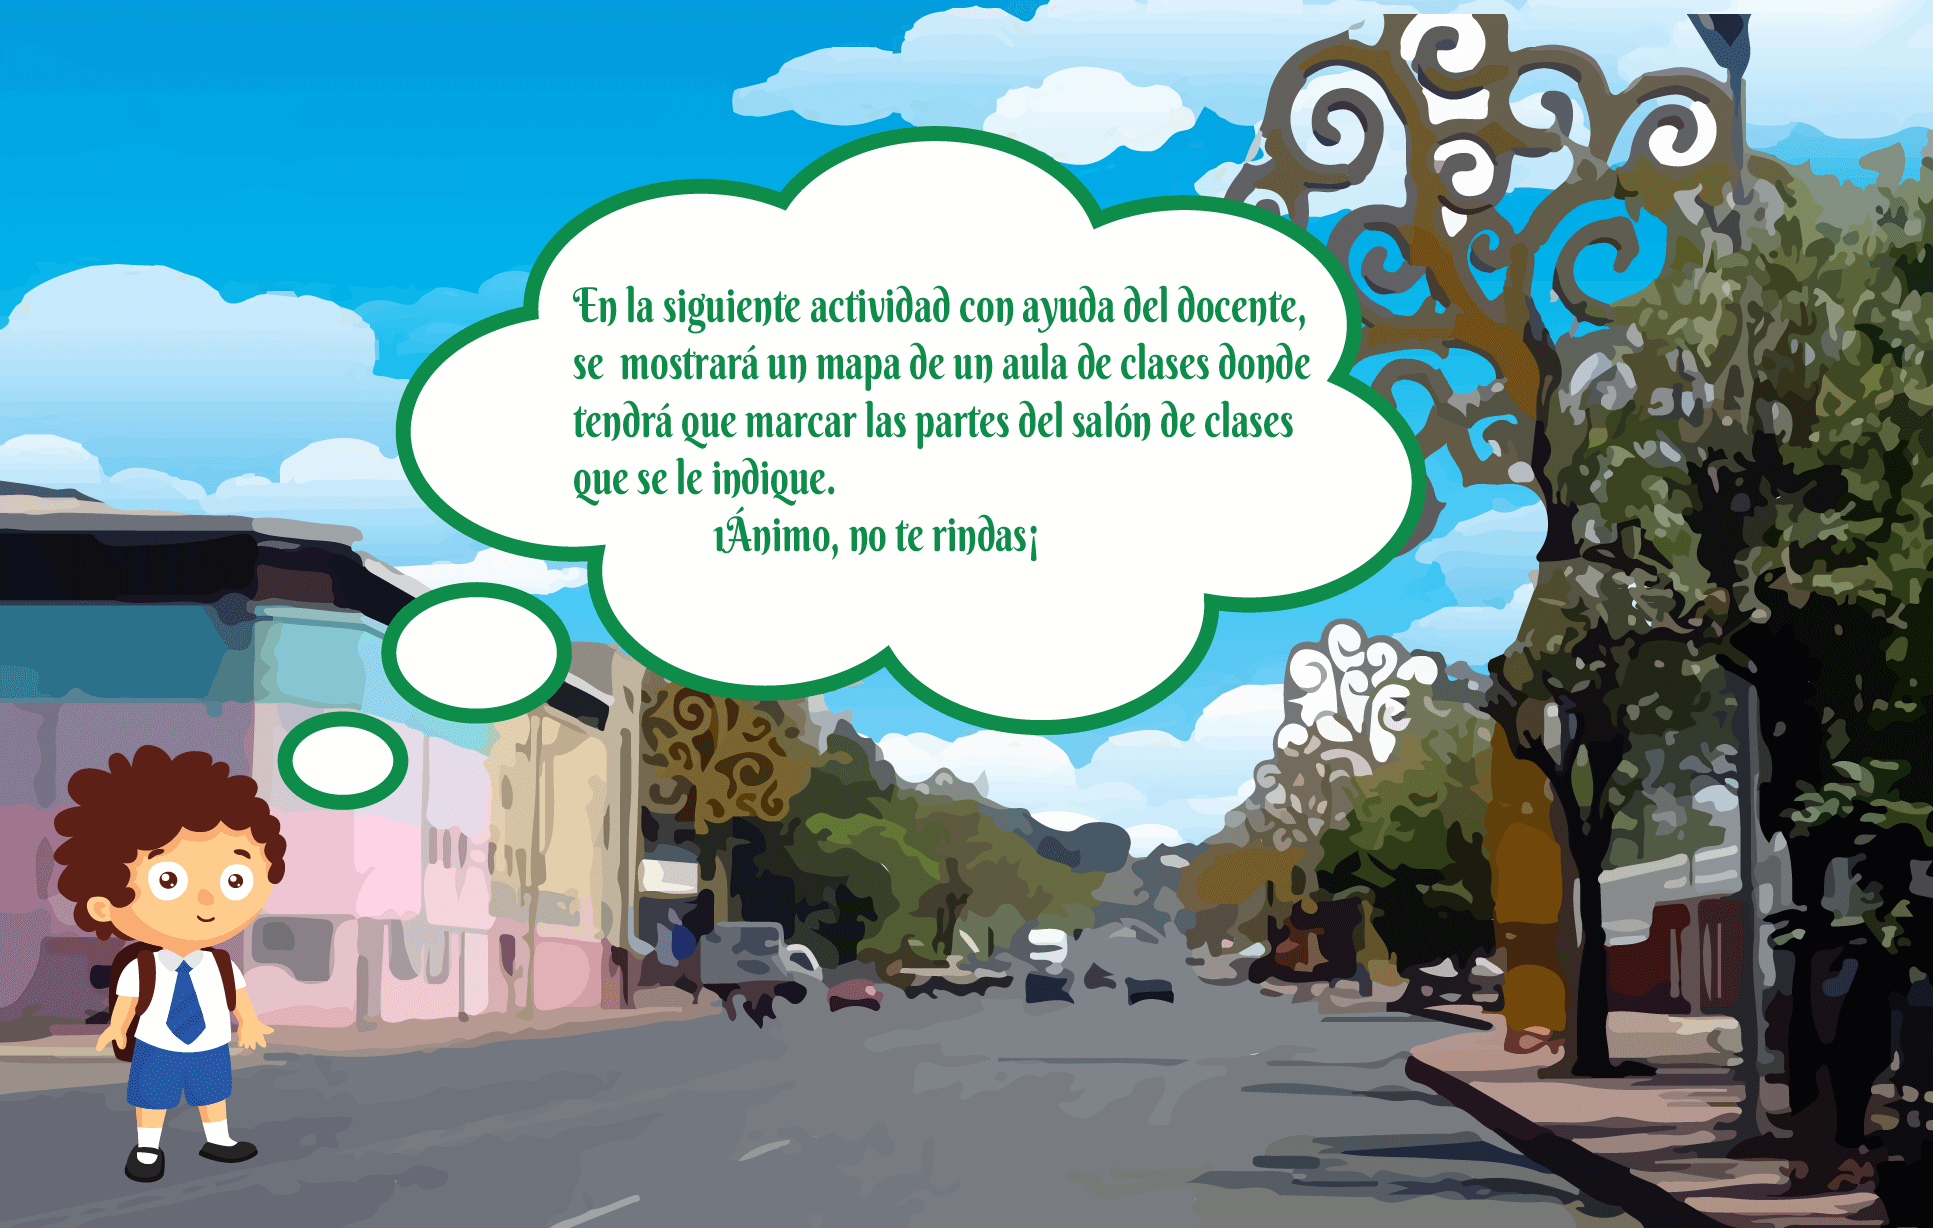 En la siguiente actividad con ayuda del docente,
se mostrará un mapa de un aula de clases donde
tendrá que marcar las partes del salón de clases
que se le indique.
¡Ánimo, no te rindas¡